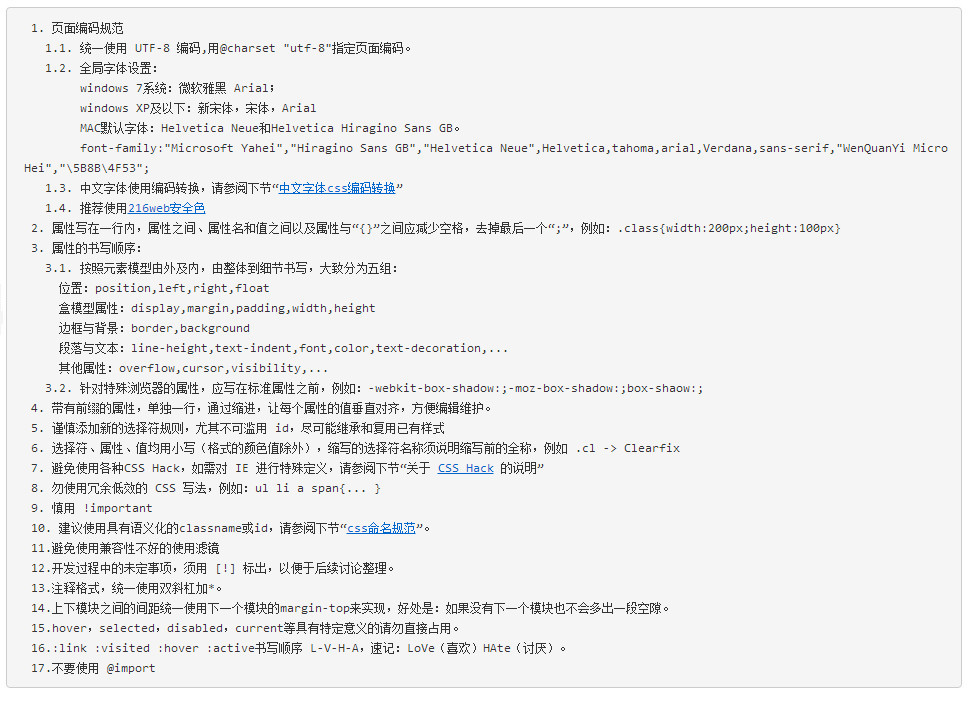 1. 页面编码规范
1.1. 统一使用 UTF-8 编码,用@charset "utf-8"指定页面编码。
1.2. 全局字体设置：
windows 7系统：微软雅黑 Arial；
windows XP及以下：新宋体，宋体，Arial
MAC默认字体：Helvetica Neue和Helvetica Hiragino Sans GB。
font-family:"Microsoft Yahei","Hiragino Sans GB","Helvetica Neue",Helvetica,tahoma,arial,Verdana,sans-serif,"WenQuanYi Micro
Hei","\5B8B\4F53";
1.3. 中文字体使用编码转换，请参阅下节“中文字体css编码转换”
1.4. 推荐使用216web安全色
2. 属性写在一行内，属性之间、属性名和值之间以及属性与“{}”之间应减少空格，去掉最后一个“;”，例如：.class{width:200px;height:100px}
3. 属性的书写顺序：
3.1. 按照元素模型由外及内，由整体到细节书写，大致分为五组：
位置：position,left,right,float
盒模型属性：display,margin,padding,width,height
边框与背景：border,background
段落与文本：line-height,text-indent,font,color,text-decoration,...
其他属性：overflow,cursor,visibility,...
3.2. 针对特殊浏览器的属性，应写在标准属性之前，例如：-webkit-box-shadow:;-moz-box-shadow:;box-shaow:;
4. 带有前缀的属性，单独一行，通过缩进，让每个属性的值垂直对齐，方便编辑维护。
5. 谨慎添加新的选择符规则，尤其不可滥用 id，尽可能继承和复用已有样式
6. 选择符、属性、值均用小写（格式的颜色值除外），缩写的选择符名称须说明缩写前的全称，例如 .cl -> Clearfix
7. 避免使用各种CSS Hack，如需对 IE 进行特殊定义，请参阅下节“关于 CSS Hack 的说明”
8. 勿使用冗余低效的 CSS 写法，例如：ul li a span{... }
9. 慎用 !important
10. 建议使用具有语义化的classname或id，请参阅下节“css命名规范”。
11.避免使用兼容性不好的使用滤镜
12.开发过程中的未定事项，须用 [!] 标出，以便于后续讨论整理。
13.注释格式，统一使用双斜杠加*。
14.上下模块之间的间距统一使用下一个模块的margin-top来实现，好处是：如果没有下一个模块也不会多出一段空隙。
15.hover，selected，disabled，current等具有特定意义的请勿直接占用。
16.:link :visited :hover :active书写顺序 L-V-H-A，速记：LoVe（喜欢）HAte（讨厌）。
17.不要使用 @import